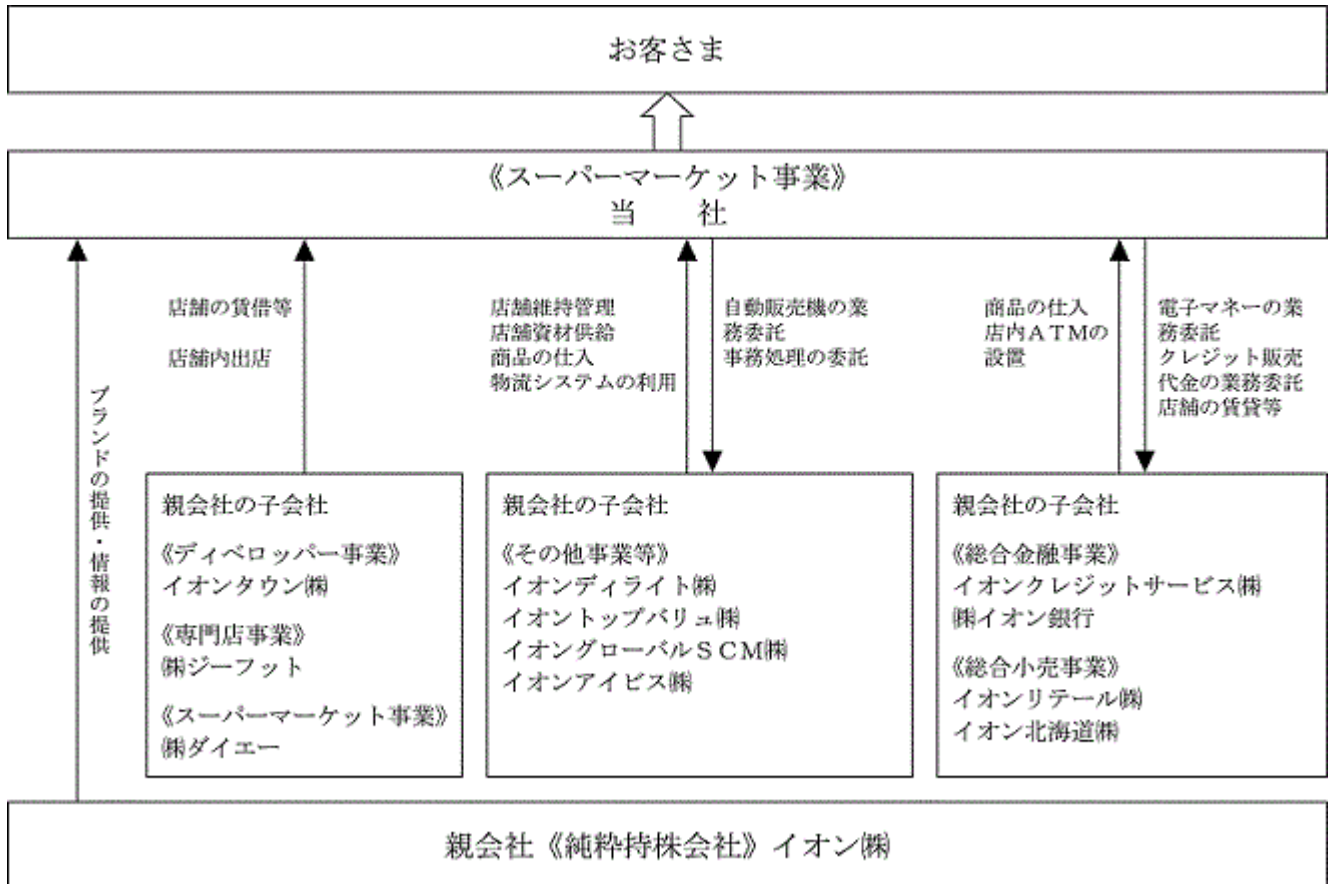 お客さま
《スーパーマーケット事業》
当　　社
店舗の賃借等
店舗内出店
店舗維持管理
店舗資材供給
商品の仕入
物流システムの利用
自動販売機の業
務委託
事務処理の委託
商品の仕入
店内ＡＴＭの
設置
電子マネーの業
務委託
クレジット販売
代金の業務委託
店舗の賃貸等
ブランドの提供・情報の提供
親会社の子会社
《ディベロッパー事業》
イオンタウン㈱
《専門店事業》
㈱ジーフット
《スーパーマーケット事業》
㈱ダイエー
親会社の子会社
《その他事業等》
イオンディライト㈱
イオントップバリュ㈱
イオングローバルＳＣＭ㈱
イオンアイビス㈱
親会社の子会社
《総合金融事業》
イオンクレジットサービス㈱
㈱イオン銀行
《総合小売事業》
イオンリテール㈱
イオン北海道㈱
親会社《純粋持株会社》イオン㈱